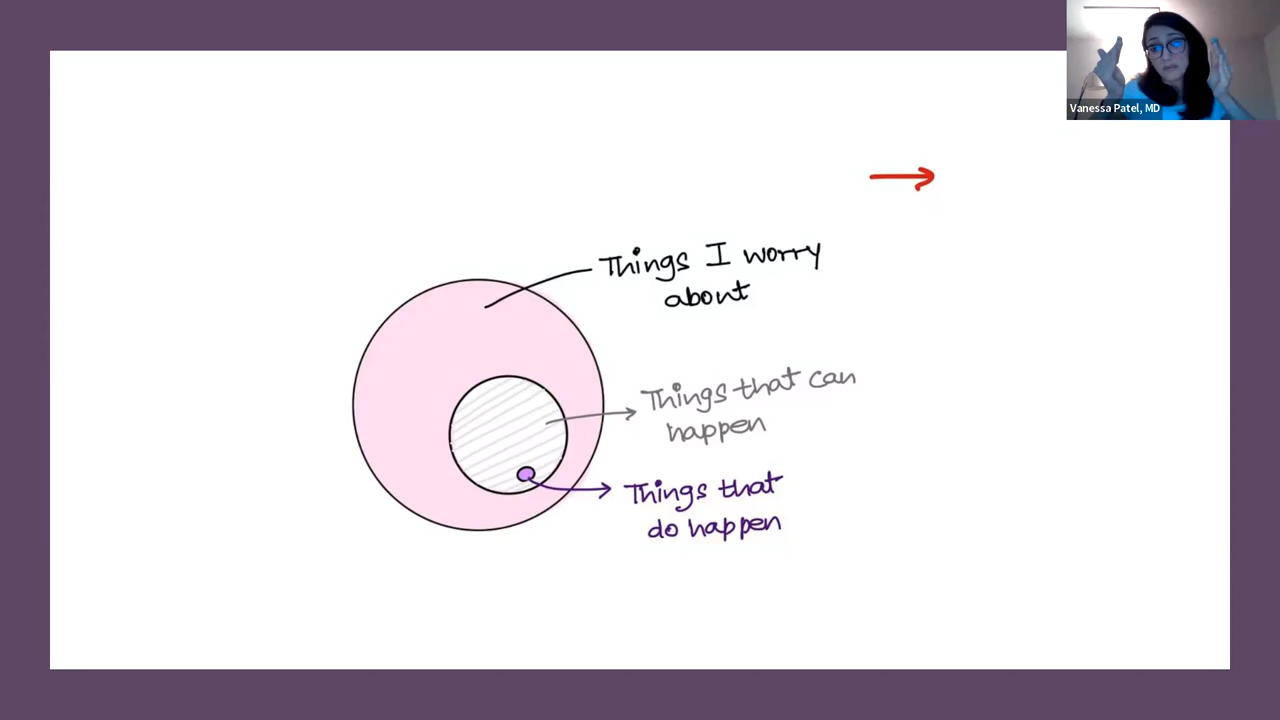 Vanessa Patel, MD
Things I worry
about
Things that can
happen
Things that
do happen